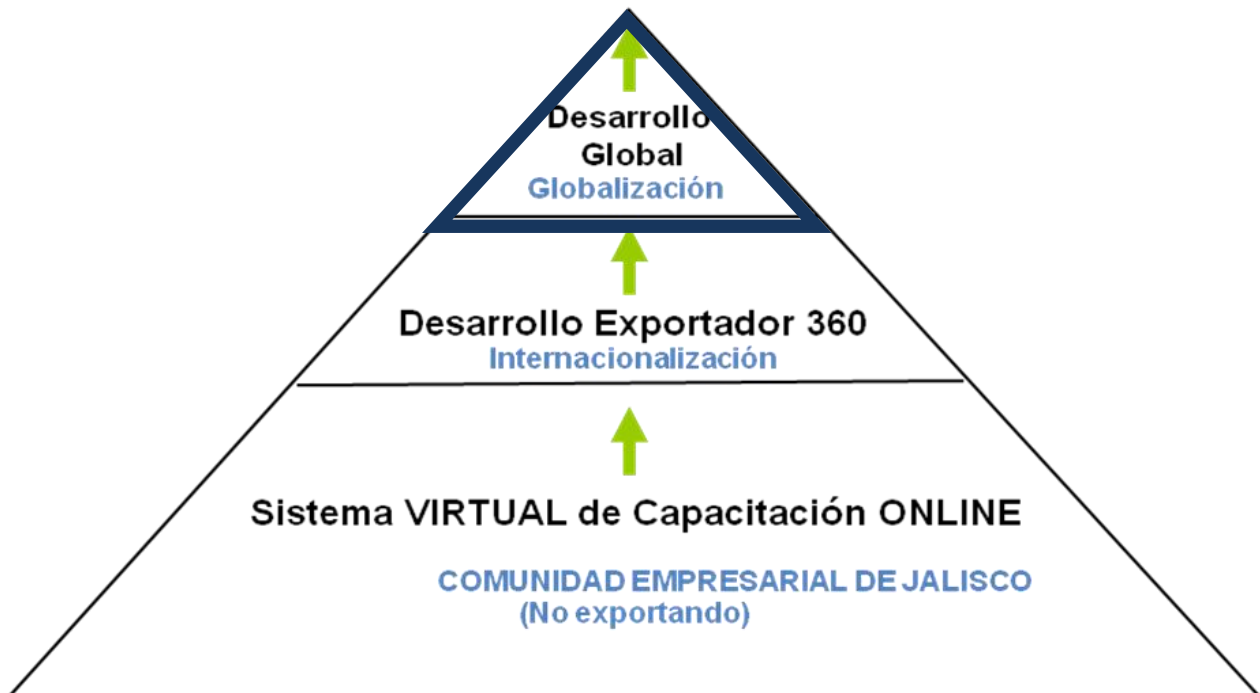 Desarrollo
Global
Globalización
Desarrollo Exportador 360
Internacionalización
Sistema VIRTUAL de Capacitación ONLINE
COMUNIDAD EMPRESARIAL DE JALISCO
(No exportando)